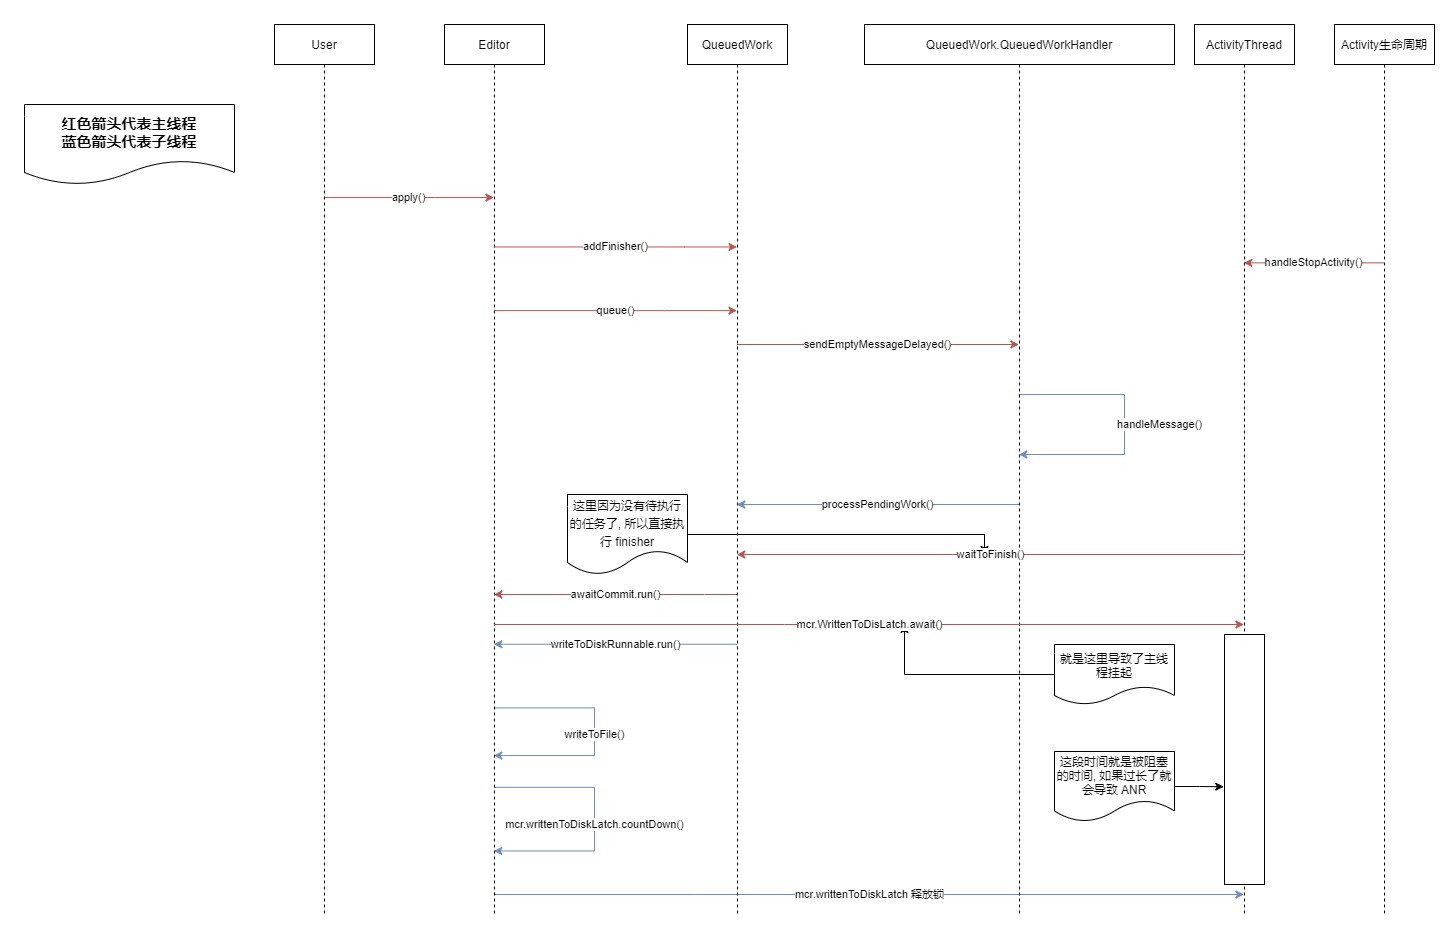 User
Editor
QueuedWork
QueuedWork.QueuedWorkHandler
ActivityThread
Activity生命周期
红色箭头代表主线程
蓝色箭头代表子线程
apply()
addFinisher()
handleStopActivity()
queue()
sendEmptyMessageDelayed()
handleMessage()
processPendingWork()
这里因为没有待执行
的任务了, 所以直接执
行 finisher
waitToFinish()
awaitCommit.run()
mcr.WrittenToDisLatch.await()
writeToDiskRunnable.run()
就是这里导致了主线
程挂起
writeToFile()
这段时间就是被阻塞
的时间, 如果过长了就
会导致 ANR
mcr.writtenToDiskLatch.countDown()
mcr.writtenToDiskLatch 释放锁